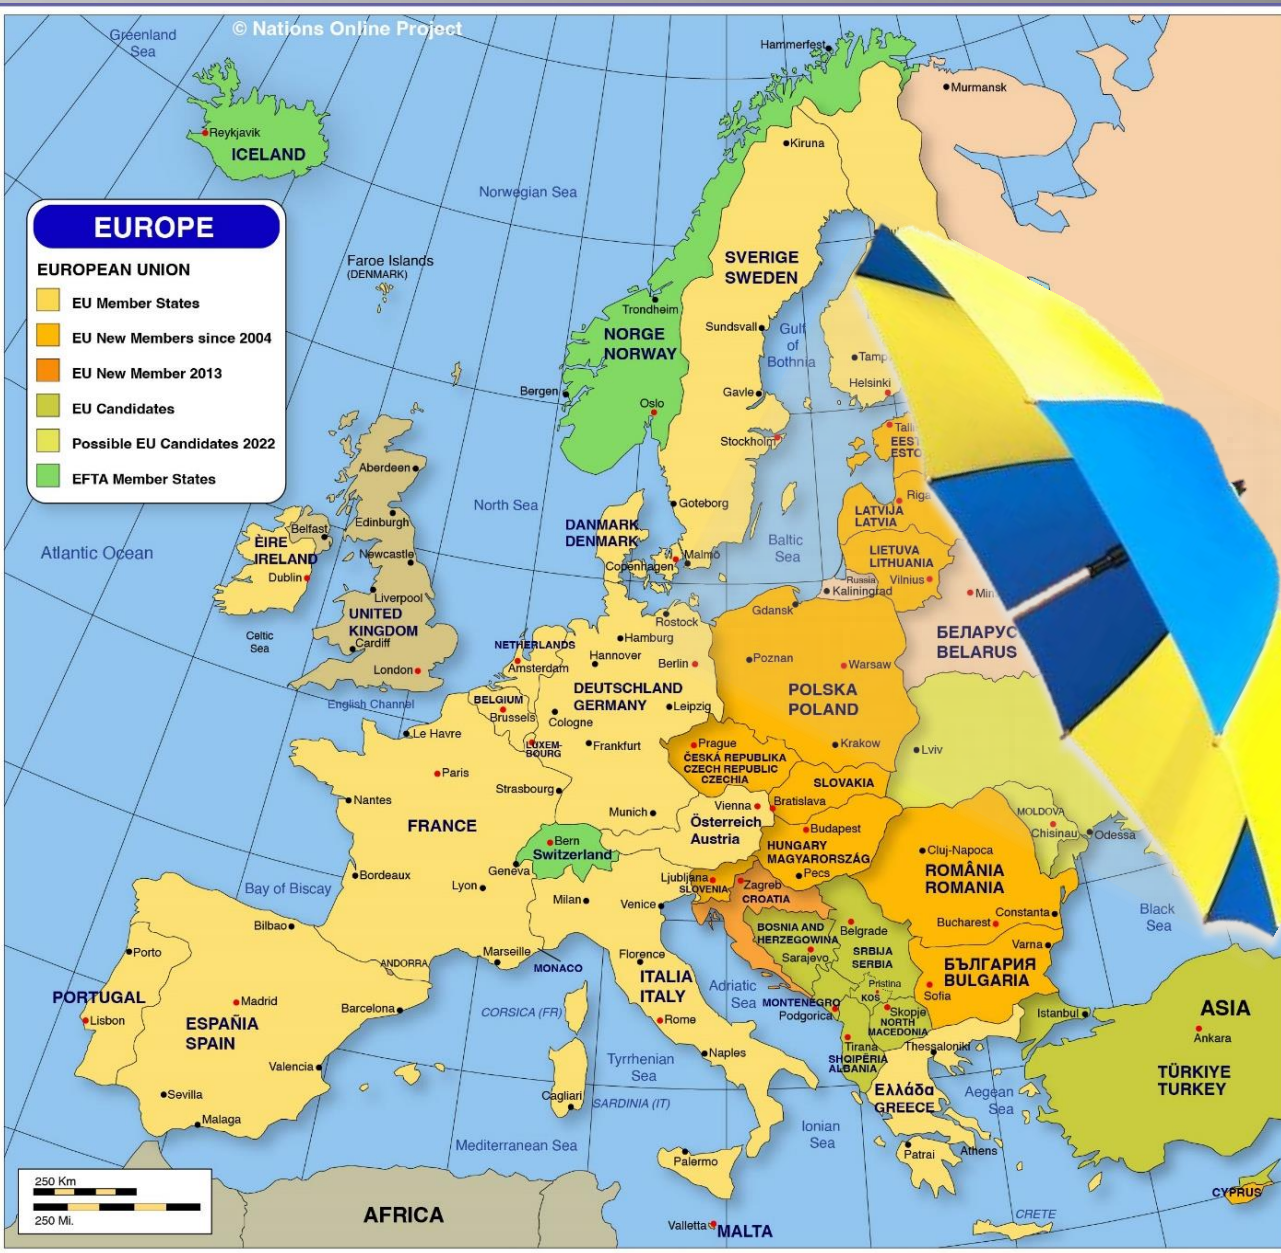 © Nations Online Project
Greenland
Sea
Hammerfest
Murmansk
Reykjavik
ICELAND
Kiruna
Norwegian Sea
EUROPE
EUROPEAN UNION
EU Member States
EU New Members since 2004
EU New Member 2013
EU Candidates
Possible EU Candidates 2022
EFTA Member States
Faroe Islands
(DENMARK)
SVERIGE
SWEDEN
Trondheim
NORGE
NORWAY
Sundsvall
Gulf
of
Bothnia
Tamp
Helsinki
Bergen
Oslo
Gavle
Stockholm
Tall
EEST
ESTO
Aberdeen
North Sea
Goteborg
Riga
LATVIJA
LATVIA
Edinburgh
Belfast
DANMARK
DENMARK
Baltic
Sea
Malmö
Copenhagen
LIETUVA
LITHUANIA
Vilnius
Atlantic Ocean
ÈIRE
IRELAND
Dublin
Newcastle
Liverpool
Russia
Kaliningrad
Min
UNITED
KINGDOM
Cardiff
London
Celtic
Sea
Rostock
Gdansk
БЕЛАРУС
BELARUS
NETHERLANDS
Amsterdam
Hamburg
Hannover
Berlin
Poznan
Warsaw
English Channel
BELGIUM
Brussels
DEUTSCHLAND
GERMANY
Leipzig
Cologne
POLSKA
POLAND
Le Havre
LUXEM-
BOURG
Frankfurt
Prague
Krakow
Lviv
ČESKÁ REPUBLIKA
CZECH REPUBLIC
CZECHIA
Paris
SLOVAKIA
Strasbourg
Nantes
Munich
Vienna
Bratislava
Österreich
Austria
MOLDOVA
Chisinau
Odessa
FRANCE
Bern
Switzerland
Geneva
Budapest
HUNGARY
MAGYARORSZÁG
Pecs
Cluj-Napoca
ROMÂNIA
ROMANIA
Bay of Biscay
Bordeaux
Lyon
Milan
Venice
Ljubljana
SLOVENIA
Zagreb
CROATIA
Bucharest
Constanta
Black
Sea
Bilbao
Porto
Marseille
ANDORRA
MONACO
Florence
BOSNIA AND
HERZEGOWINA
Sarajevo
Belgrade
SRBIJA
SERBIA
Varna
БЪЛГАРИЯ
BULGARIA
Sofia
PORTUGAL
Lisbon
Madrid
ESPAÑIA
SPAIN
Barcelona
CORSICA (FR)
ITALIA
ITALY
Rome
Adriatic
Sea
MONTENEGRO
Podgorica
Pristina
KOS
Skopje
NORTH
MACEDONIA
Istanbul
ASIA
Ankara
Valencia
Tyrrhenian
Sea
Naples
Tirana
SHQIPËRIA
ALBANIA
Thessaloniki
TÜRKIYE
TURKEY
Sevilla
Malaga
Cagliari
SARDINIA (IT)
Ελλάδα
GREECE
Aegean
Sea
Ionian
Sea
Mediterranean Sea
Palermo
Patrai
Athens
250 Km
250 Mi.
AFRICA
Valletta
MALTA
CRETE
CYPRUS